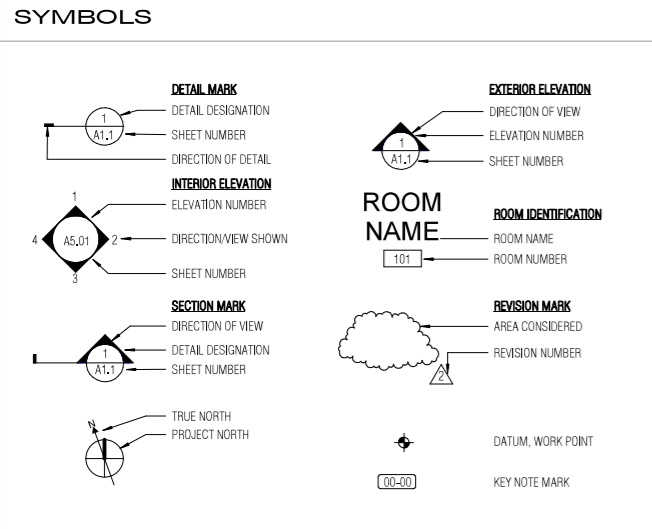 SYMBOLS
DETAIL MARK
1
DETAIL DESIGNATION
A1.1
SHEET NUMBER
DIRECTION OF DETAIL
INTERIOR ELEVATION
1
ELEVATION NUMBER
4
A5.01
2
DIRECTION/VIEW SHOWN
3
SHEET NUMBER
SECTION MARK
DIRECTION OF VIEW
1
DETAIL DESIGNATION
A1.1
SHEET NUMBER
N
TRUE NORTH
PROJECT NORTH
EXTERIOR ELEVATION
DIRECTION OF VIEW
1
ELEVATION NUMBER
A1.1
SHEET NUMBER
ROOM
NAME
ROOM IDENTIFICATION
ROOM NAME
101
ROOM NUMBER
REVISION MARK
AREA CONSIDERED
REVISION NUMBER
2
DATUM, WORK POINT
00-00
KEY NOTE MARK